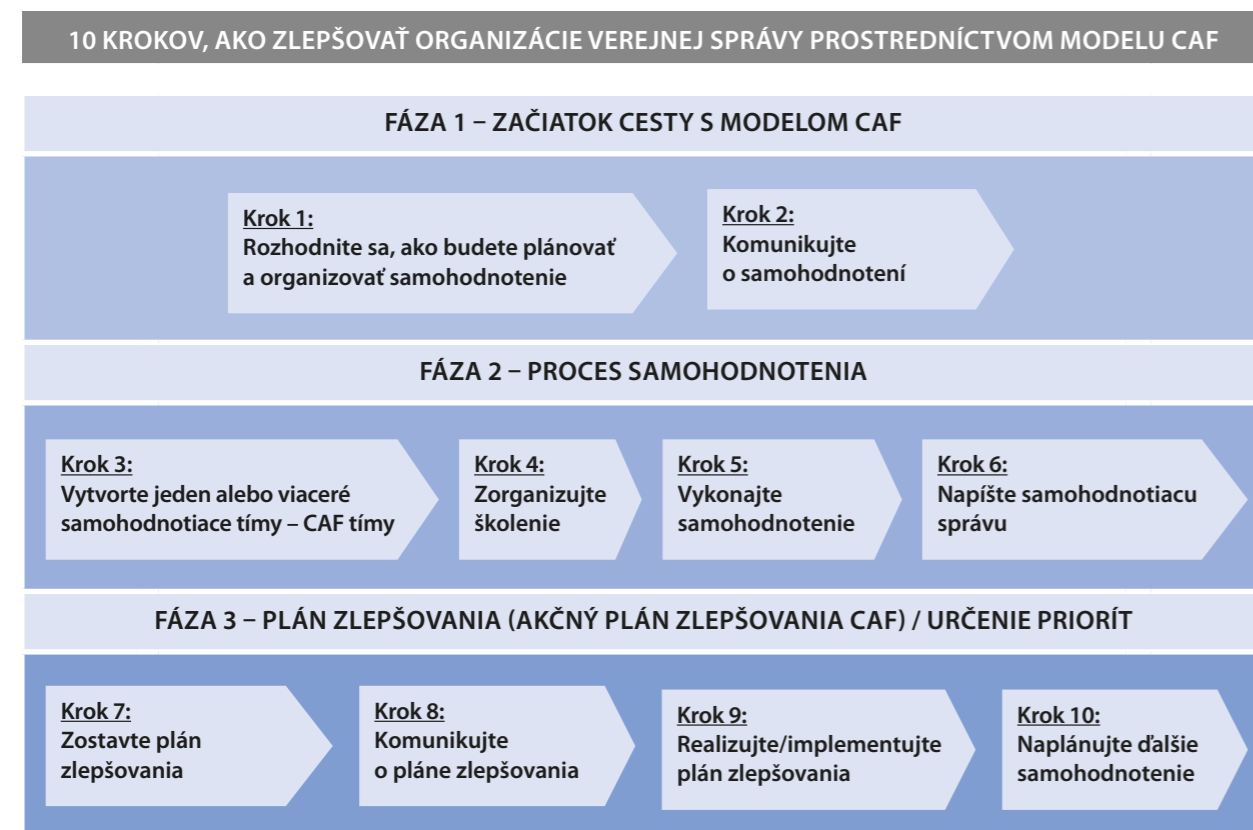 10 KROKOV, AKO ZLEPŠOVAŤ ORGANIZÁCIE VEREJNEJ SPRÁVY PROSTREDNÍCTVOM MODELU CAF
FÁZA 1 – ZAČIATOK CESTY S MODELOM CAF
Krok 1:
Rozhodnite sa, ako budete plánovať
a organizovať samohodnotenie
Krok 2:
Komunikujte
o samohodnotení
FÁZA 2 – PROCES SAMOHODNOTENIA
Krok 3:
Vytvorte jeden alebo viaceré
samohodnotiace tímy – CAF tímy
Krok 4:
Zorganizujte
školenie
Krok 5:
Vykonajte
samohodnotenie
Krok 6:
Napíšte samohodnotiacu
správu
FÁZA 3 – PLÁN ZLEPŠOVANIA (AKČNÝ PLÁN ZLEPŠOVANIA CAF) / URČENIE PRIORÍT
Krok 7:
Zostavte plán
zlepšovania
Krok 8:
Komunikujte
o pláne zlepšovania
Krok 9:
Realizujte/implementujte
plán zlepšovania
Krok 10:
Naplánujte ďalšie
samohodnotenie